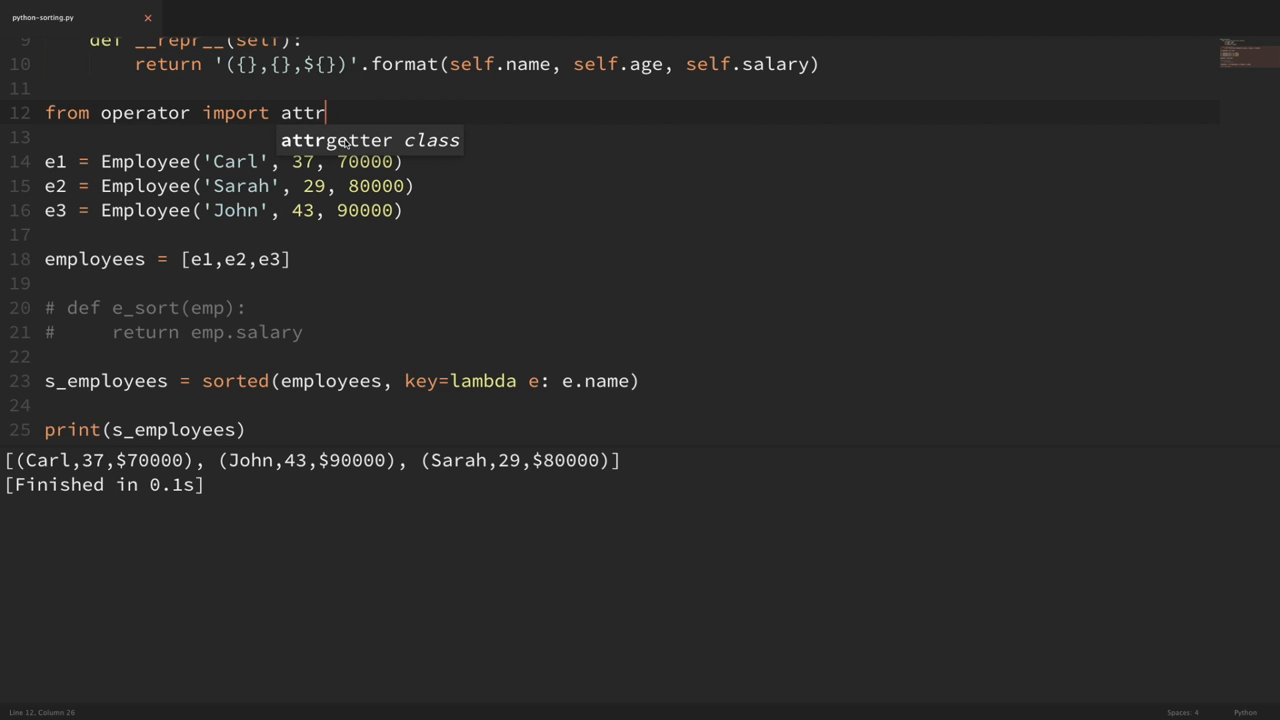 python-sorting.py ×
9 def __repr__(self):
10 return '({},{},${})'.format(self.name, self.age, self.salary)
11
12 from operator import attr
attrgetter class
13
14 e1 = Employee('Carl', 37, 70000)
15 e2 = Employee('Sarah', 29, 80000)
16 e3 = Employee('John', 43, 90000)
17
18 employees = [e1,e2,e3]
19
20 # def e_sort(emp):
21 #     return emp.salary
22
23 s_employees = sorted(employees, key=lambda e: e.name)
24
25 print(s_employees)
[(Carl,37,$70000), (John,43,$90000), (Sarah,29,$80000)]
[Finished in 0.1s]
Line 12, Column 26 Spaces: 4 Python